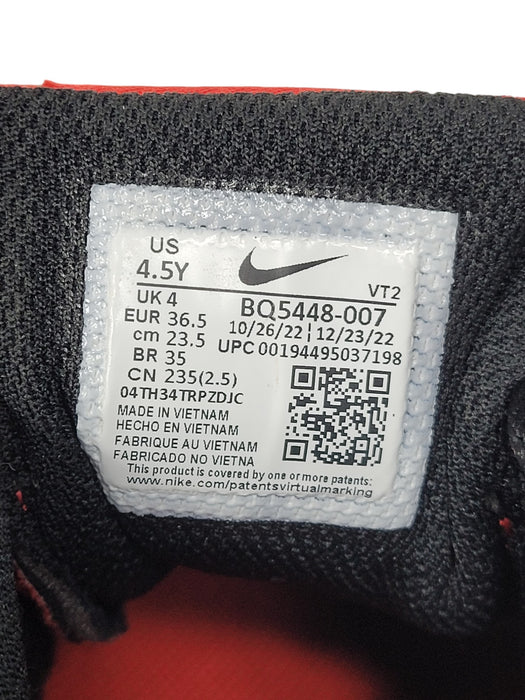 US
4.5Y
VT2
UK 4
BQ5448-007
EUR 36.5
10/26/22 | 12/23/22
cm 23.5
UPC 00194495037198
BR 35
CN 235(2.5)
04TH34TRPZDJC
MADE IN VIETNAM
HECHO EN VIETNAM
FABRIQUE AU VIETNAM
FABRICADO NO VIETNA
This product is covered by one or more patents:
www.nike.com/patentsvirtualmarking